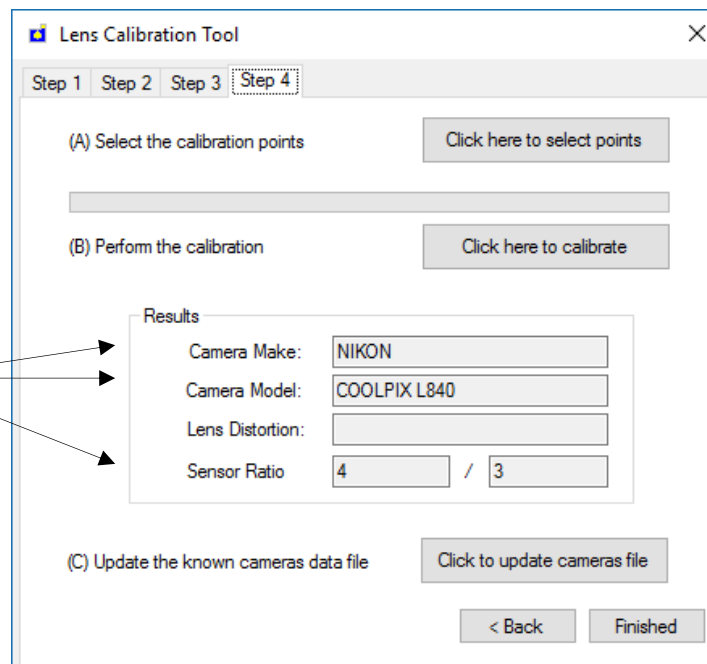 Lens Calibration Tool
Step 1 Step 2 Step 3 Step 4
(A) Select the calibration points Click here to select points
(B) Perform the calibration Click here to calibrate
Results
Camera Make: NIKON
Camera Model: COOLPIX L840
Lens Distortion:
Sensor Ratio 4 / 3
(C) Update the known cameras data file Click to update cameras file
< Back Finished